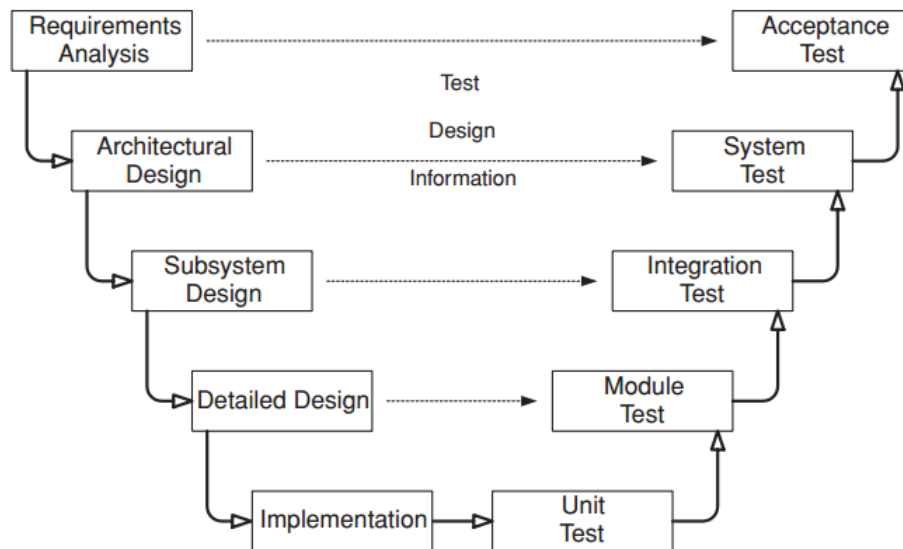 Requirements
Analysis
Acceptance
Test
Test
Design
Information
Architectural
Design
System
Test
Subsystem
Design
Integration
Test
Detailed Design
Module
Test
Implementation
Unit
Test